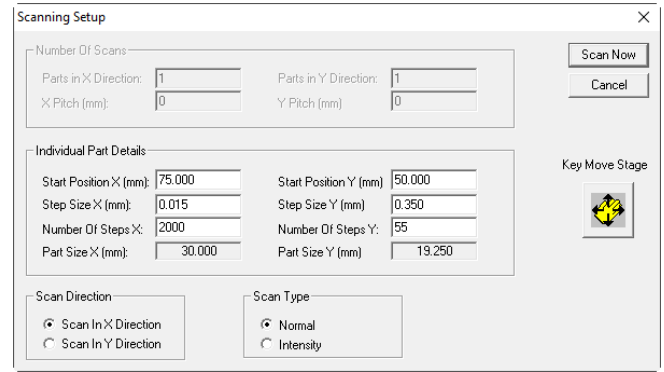 Scanning Setup
Number Of Scans
Parts in X Direction: 1 Parts in Y Direction: 1
X Pitch (mm): 0 Y Pitch (mm) 0
Scan Now
Cancel
Individual Part Details
Start Position X (mm): 75.000 Start Position Y (mm) 50.000
Step Size X (mm): 0.015 Step Size Y (mm) 0.350
Number Of Steps X: 2000 Number Of Steps Y: 55
Part Size X (mm): 30.000 Part Size Y (mm) 19.250
Key Move Stage
Scan Direction
Scan In X Direction
Scan In Y Direction
Scan Type
Normal
Intensity